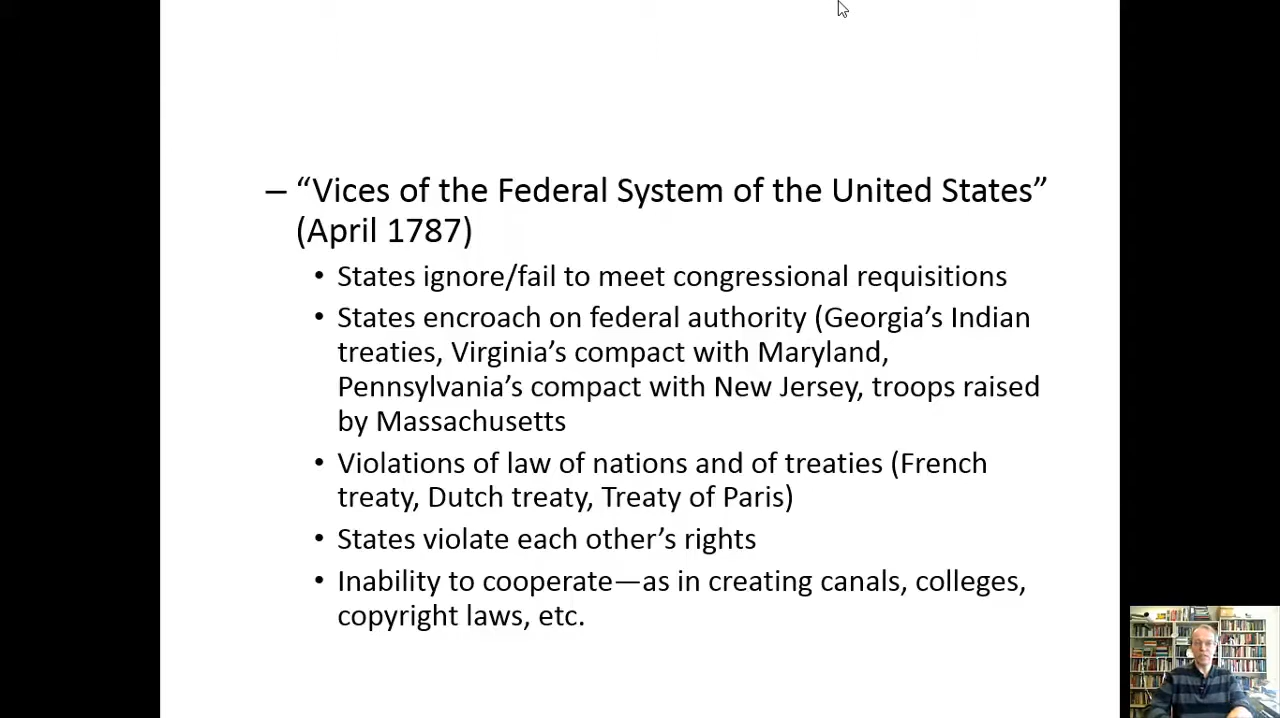 – “Vices of the Federal System of the United States”
(April 1787)
• States ignore/fail to meet congressional requisitions
• States encroach on federal authority (Georgia’s Indian
treaties, Virginia’s compact with Maryland,
Pennsylvania’s compact with New Jersey, troops raised
by Massachusetts
• Violations of law of nations and of treaties (French
treaty, Dutch treaty, Treaty of Paris)
• States violate each other’s rights
• Inability to cooperate—as in creating canals, colleges,
copyright laws, etc.